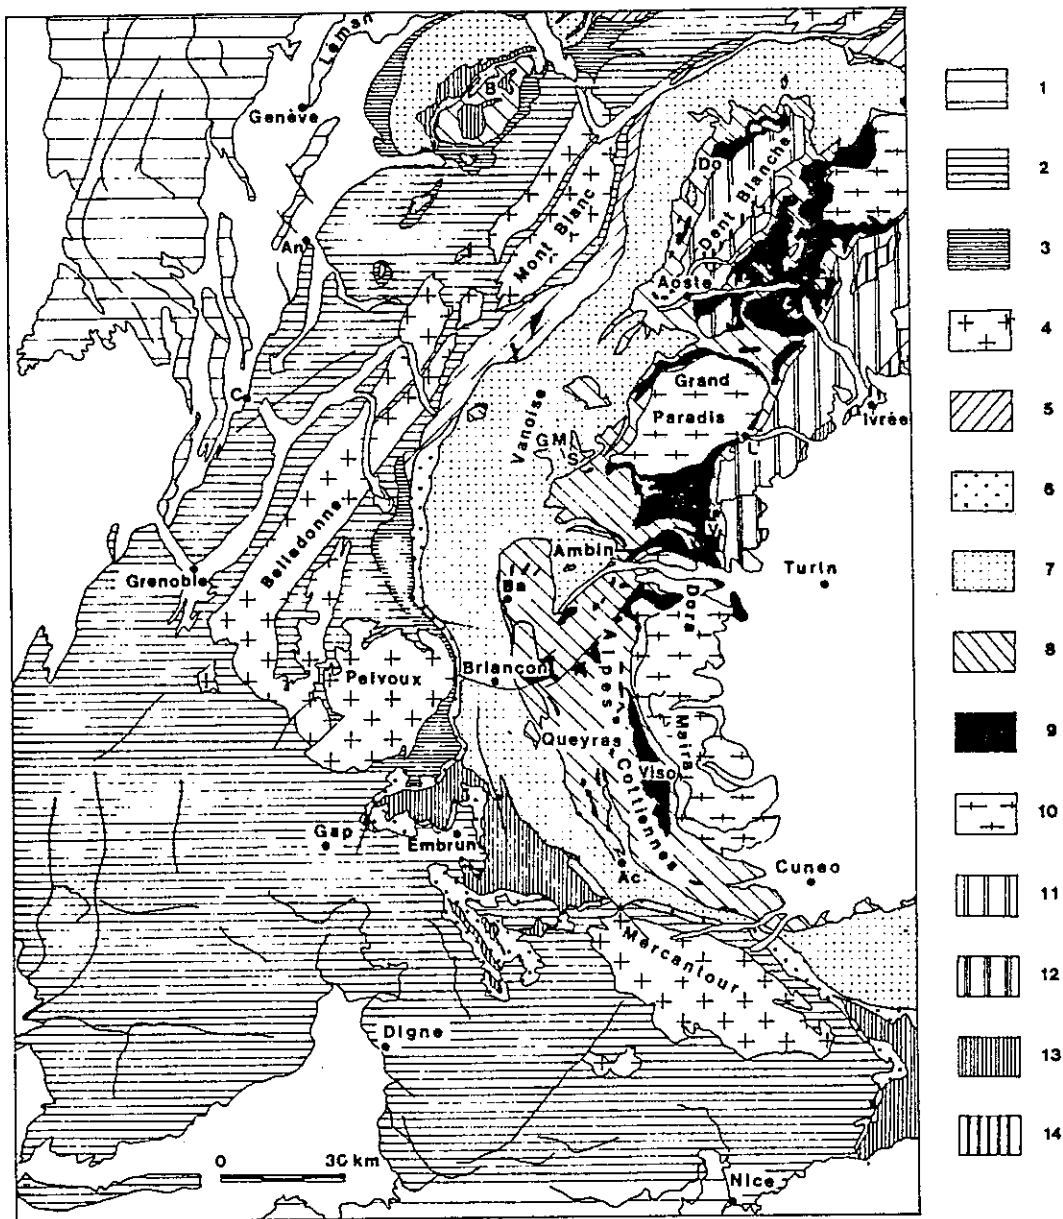 Léman
Genève
B
1
Do
Dent Blanche
2
An
Mont Blanc
Aoste
3
4
C
Grand
Paradis
Ivrée
5
Vanoise
GM
S
L
Belladonne
V
6
Grenoble
Ambin
Ba
Turin
7
Dora
Maira
Alpes Cottiennes
Briançon
Pelvoux
8
Queyras
Viso
9
Gap
Embrun
Ac.
Cuneo
10
11
Mercantour
12
Digne
13
0 30 km
Nice
14